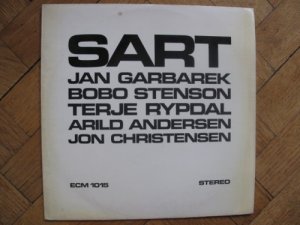 SART
JAN GARBAREK
BOBO STENSON
TERJE RYPDAL
ARILD ANDERSEN
JON CHRISTENSEN
ECM 1015 STEREO